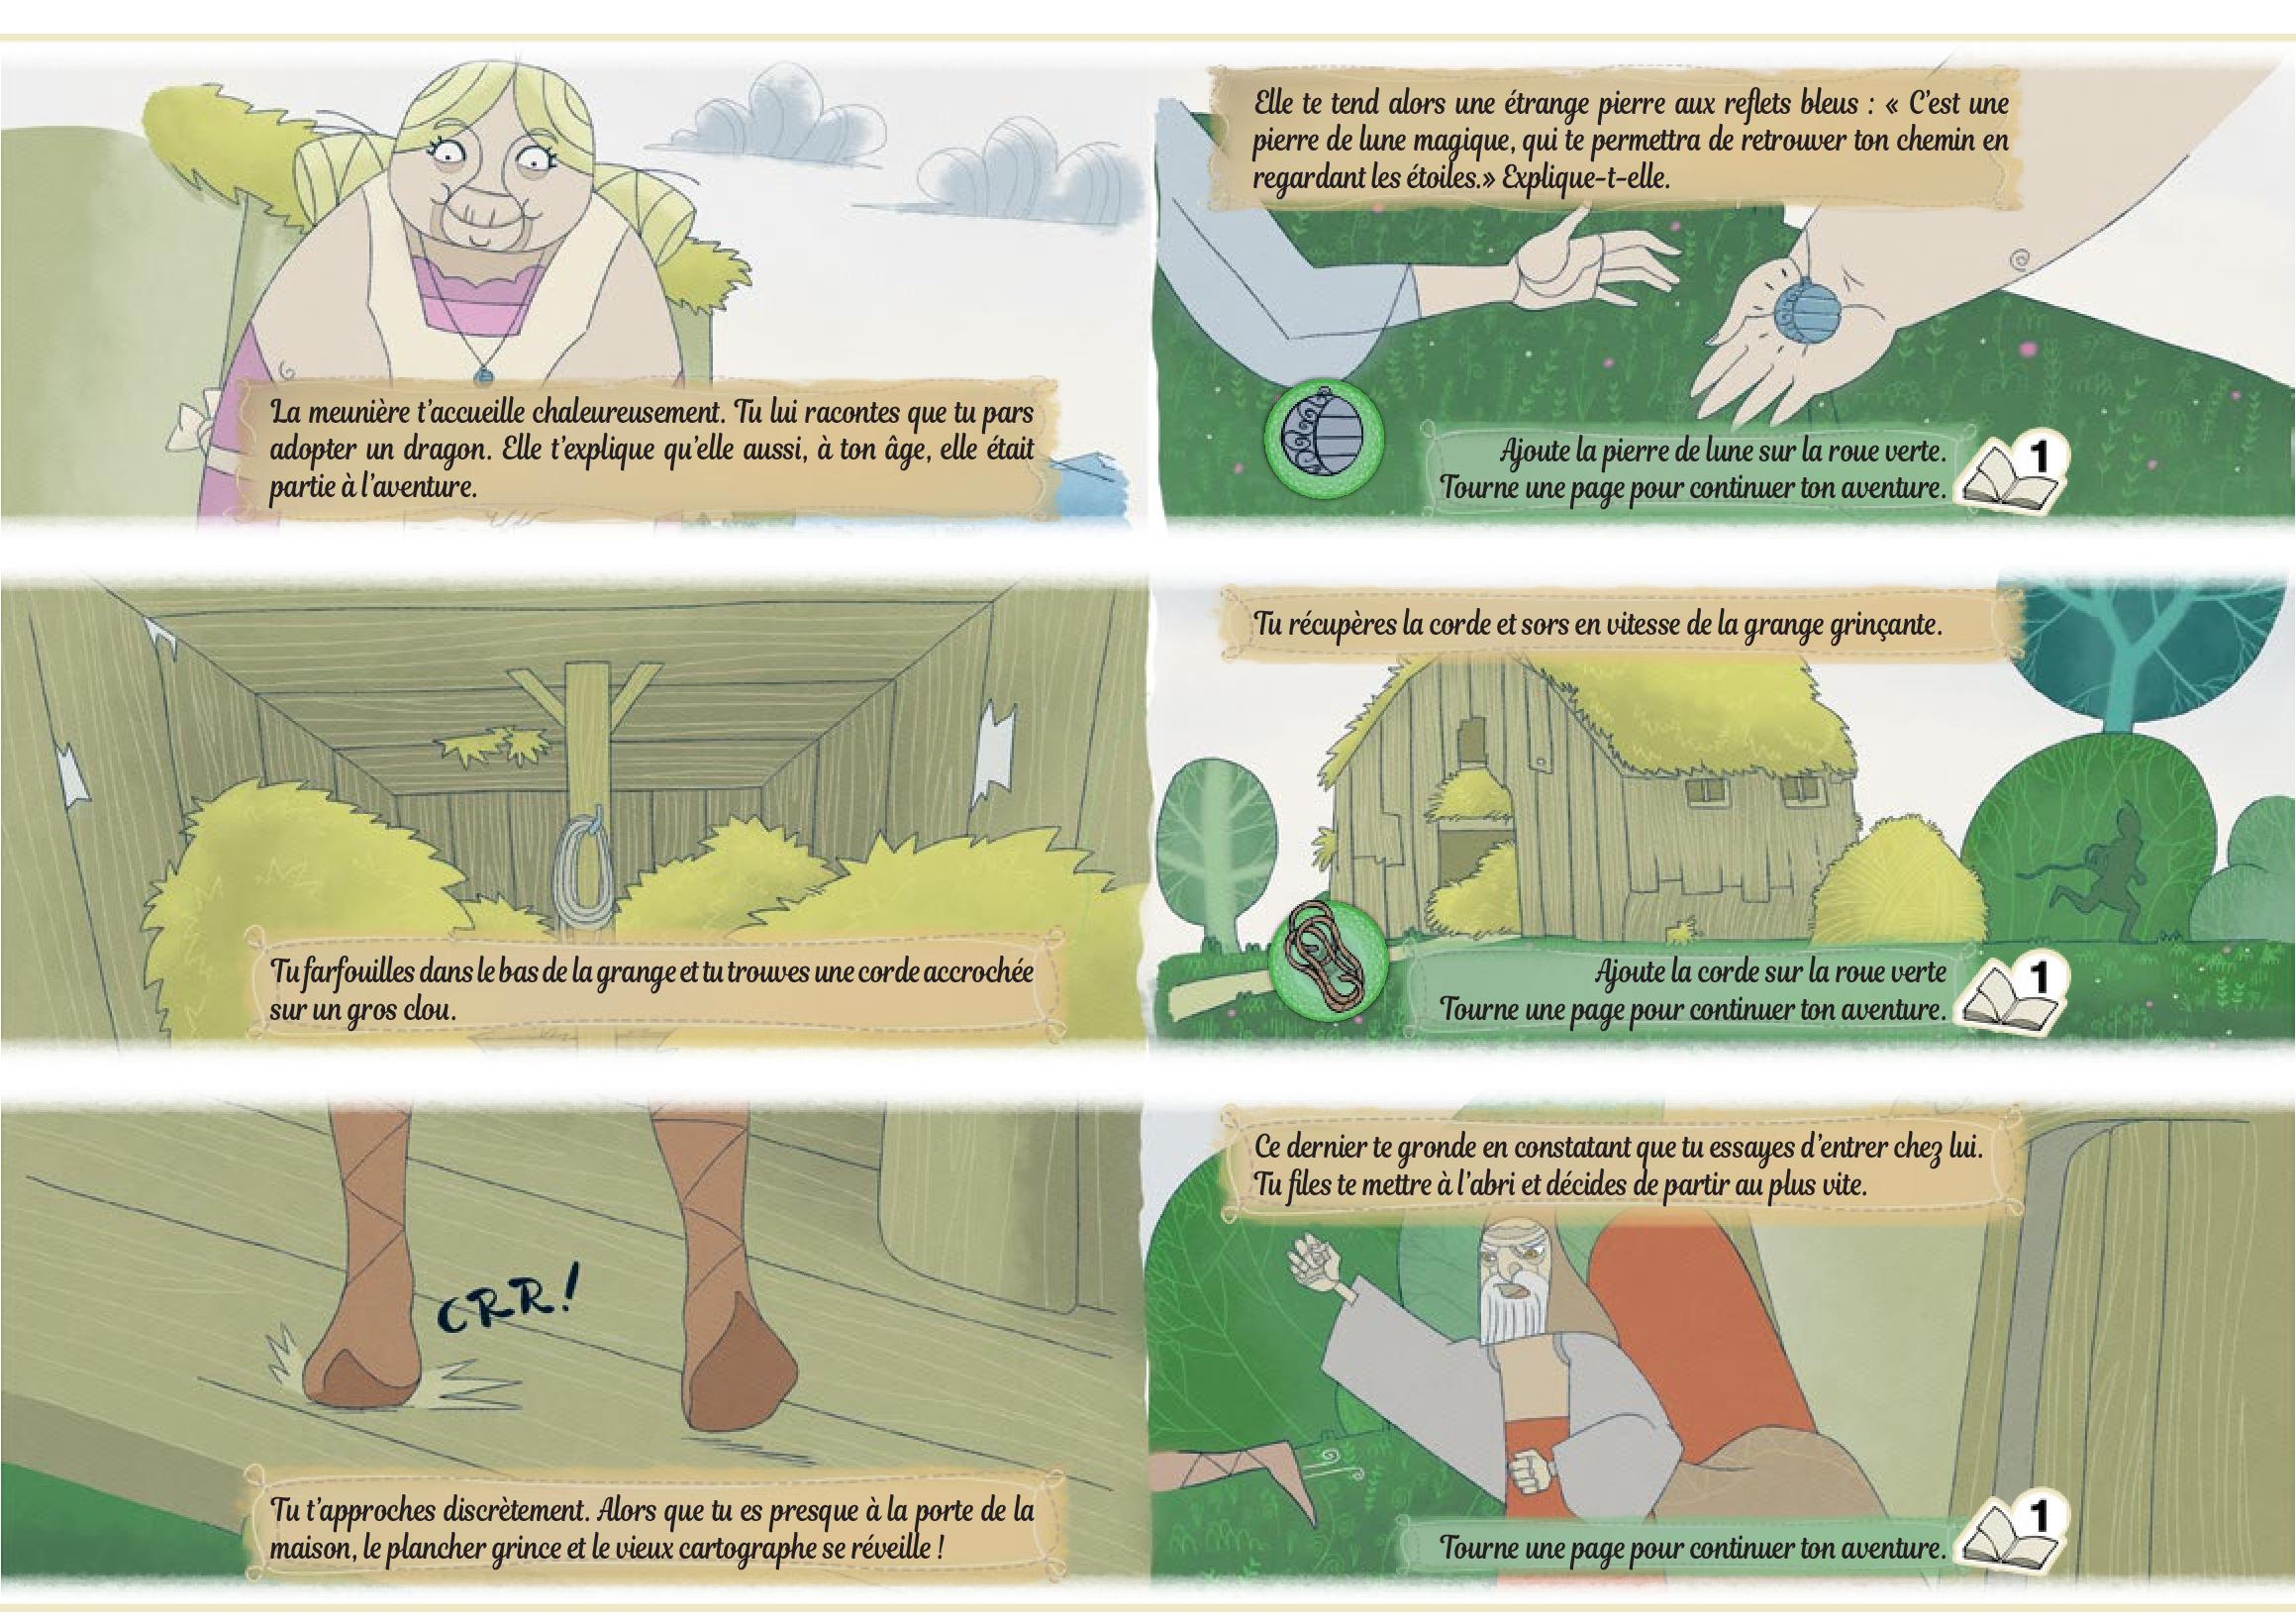 La meunière t'accueille chaleureusement. Tu lui racontes que tu pars
adopter un dragon. Elle t'explique qu'elle aussi, à ton âge, elle était
partie à l'aventure.
Elle te tend alors une étrange pierre aux reflets bleus : « C'est une
pierre de lune magique, qui te permettra de retrouver ton chemin en
regardant les étoiles.» Explique-t-elle.
Ajoute la pierre de lune sur la roue verte.
Tourne une page pour continuer ton aventure.
1
Tu farfouilles dans le bas de la grange et tu trouves une corde accrochée
sur un gros clou.
Tu récupères la corde et sors en vitesse de la grange grinçante.
Ajoute la corde sur la roue verte
Tourne une page pour continuer ton aventure.
1
CRR!
Tu t'approches discrètement. Alors que tu es presque à la porte de la
maison, le plancher grince et le vieux cartographe se réveille !
Ce dernier te gronde en constatant que tu essayes d'entrer chez lui.
Tu files te mettre à l'abri et décides de partir au plus vite.
Tourne une page pour continuer ton aventure.
1